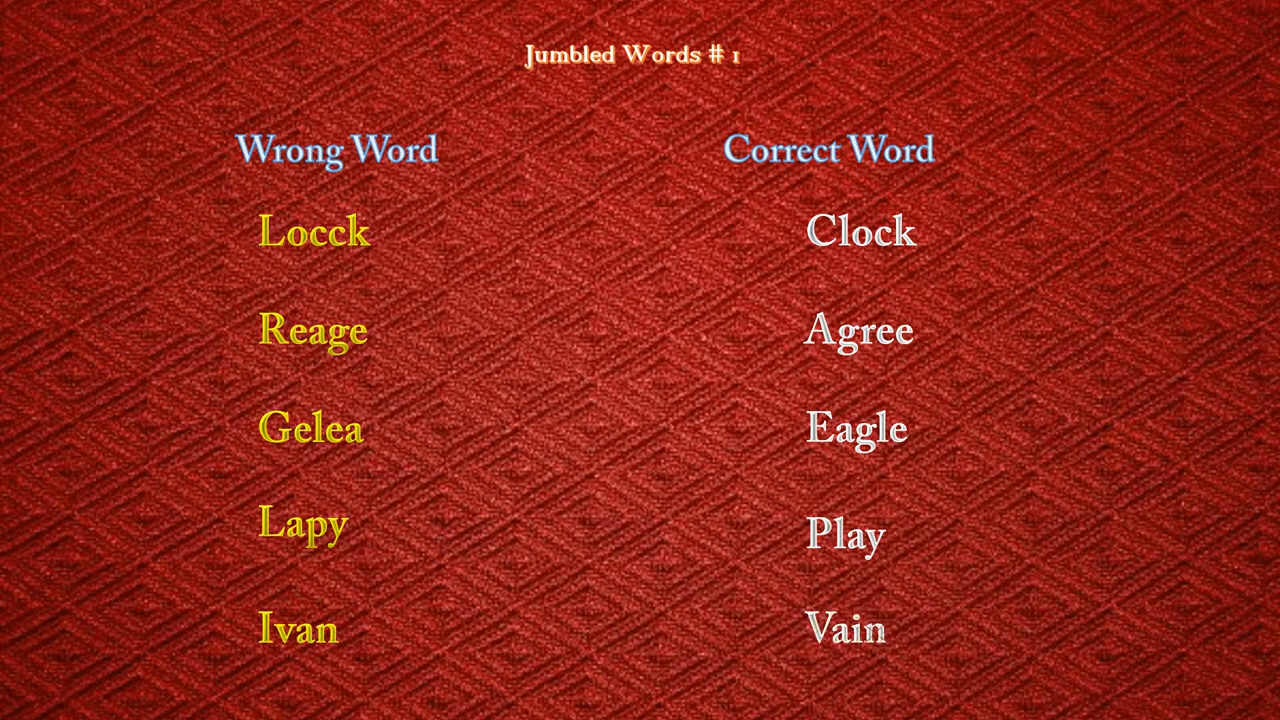 Jumbled Words # 1
Wrong Word Correct Word
Locck Clock
Reage Agree
Gelea Eagle
Lapy Play
Ivan Vain